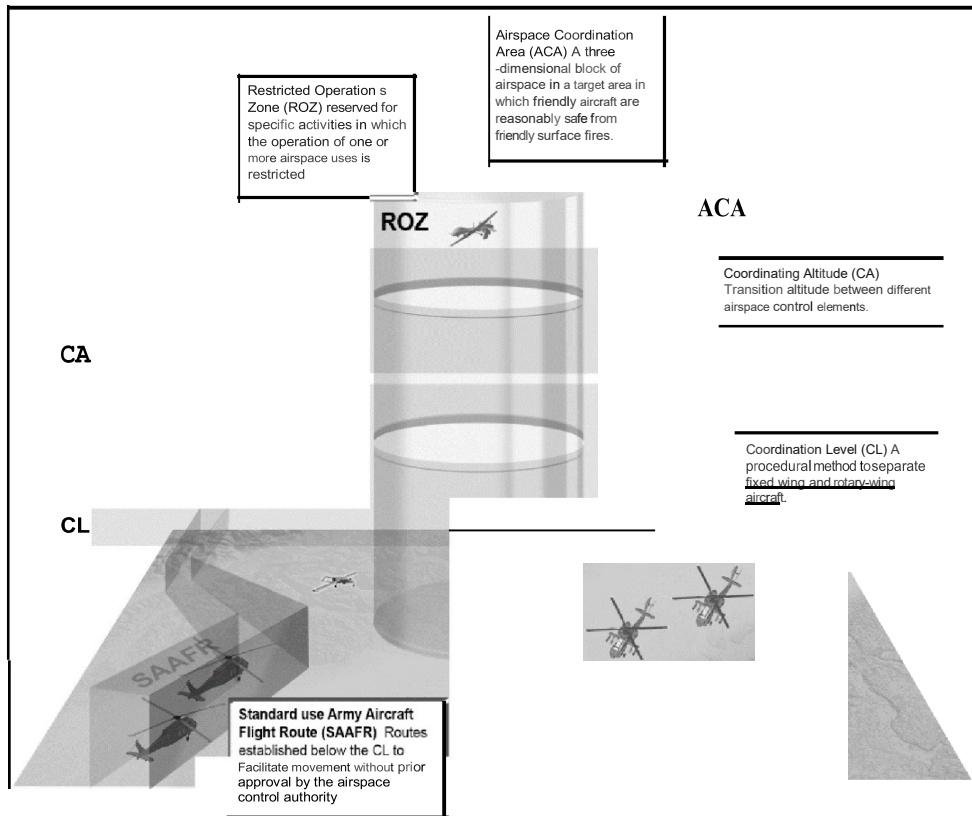 Airspace Coordination
Area (ACA) A three
-dimensional block of
airspace in a target area in
which friendly aircraft are
reasonably safe from
friendly surface fires.
Restricted Operation s
Zone (ROZ) reserved for
specific activities in which
the operation of one or
more airspace uses is
restricted
ROZ
ACA
Coordinating Altitude (CA)
Transition altitude between different
airspace control elements.
CA
Coordination Level (CL) A
procedural method to separate
fixed wing and rotary-wing
aircraft.
CL
SAAFR
Standard use Army Aircraft
Flight Route (SAAFR) Routes
established below the CL to
Facilitate movement without prior
approval by the airspace
control authority